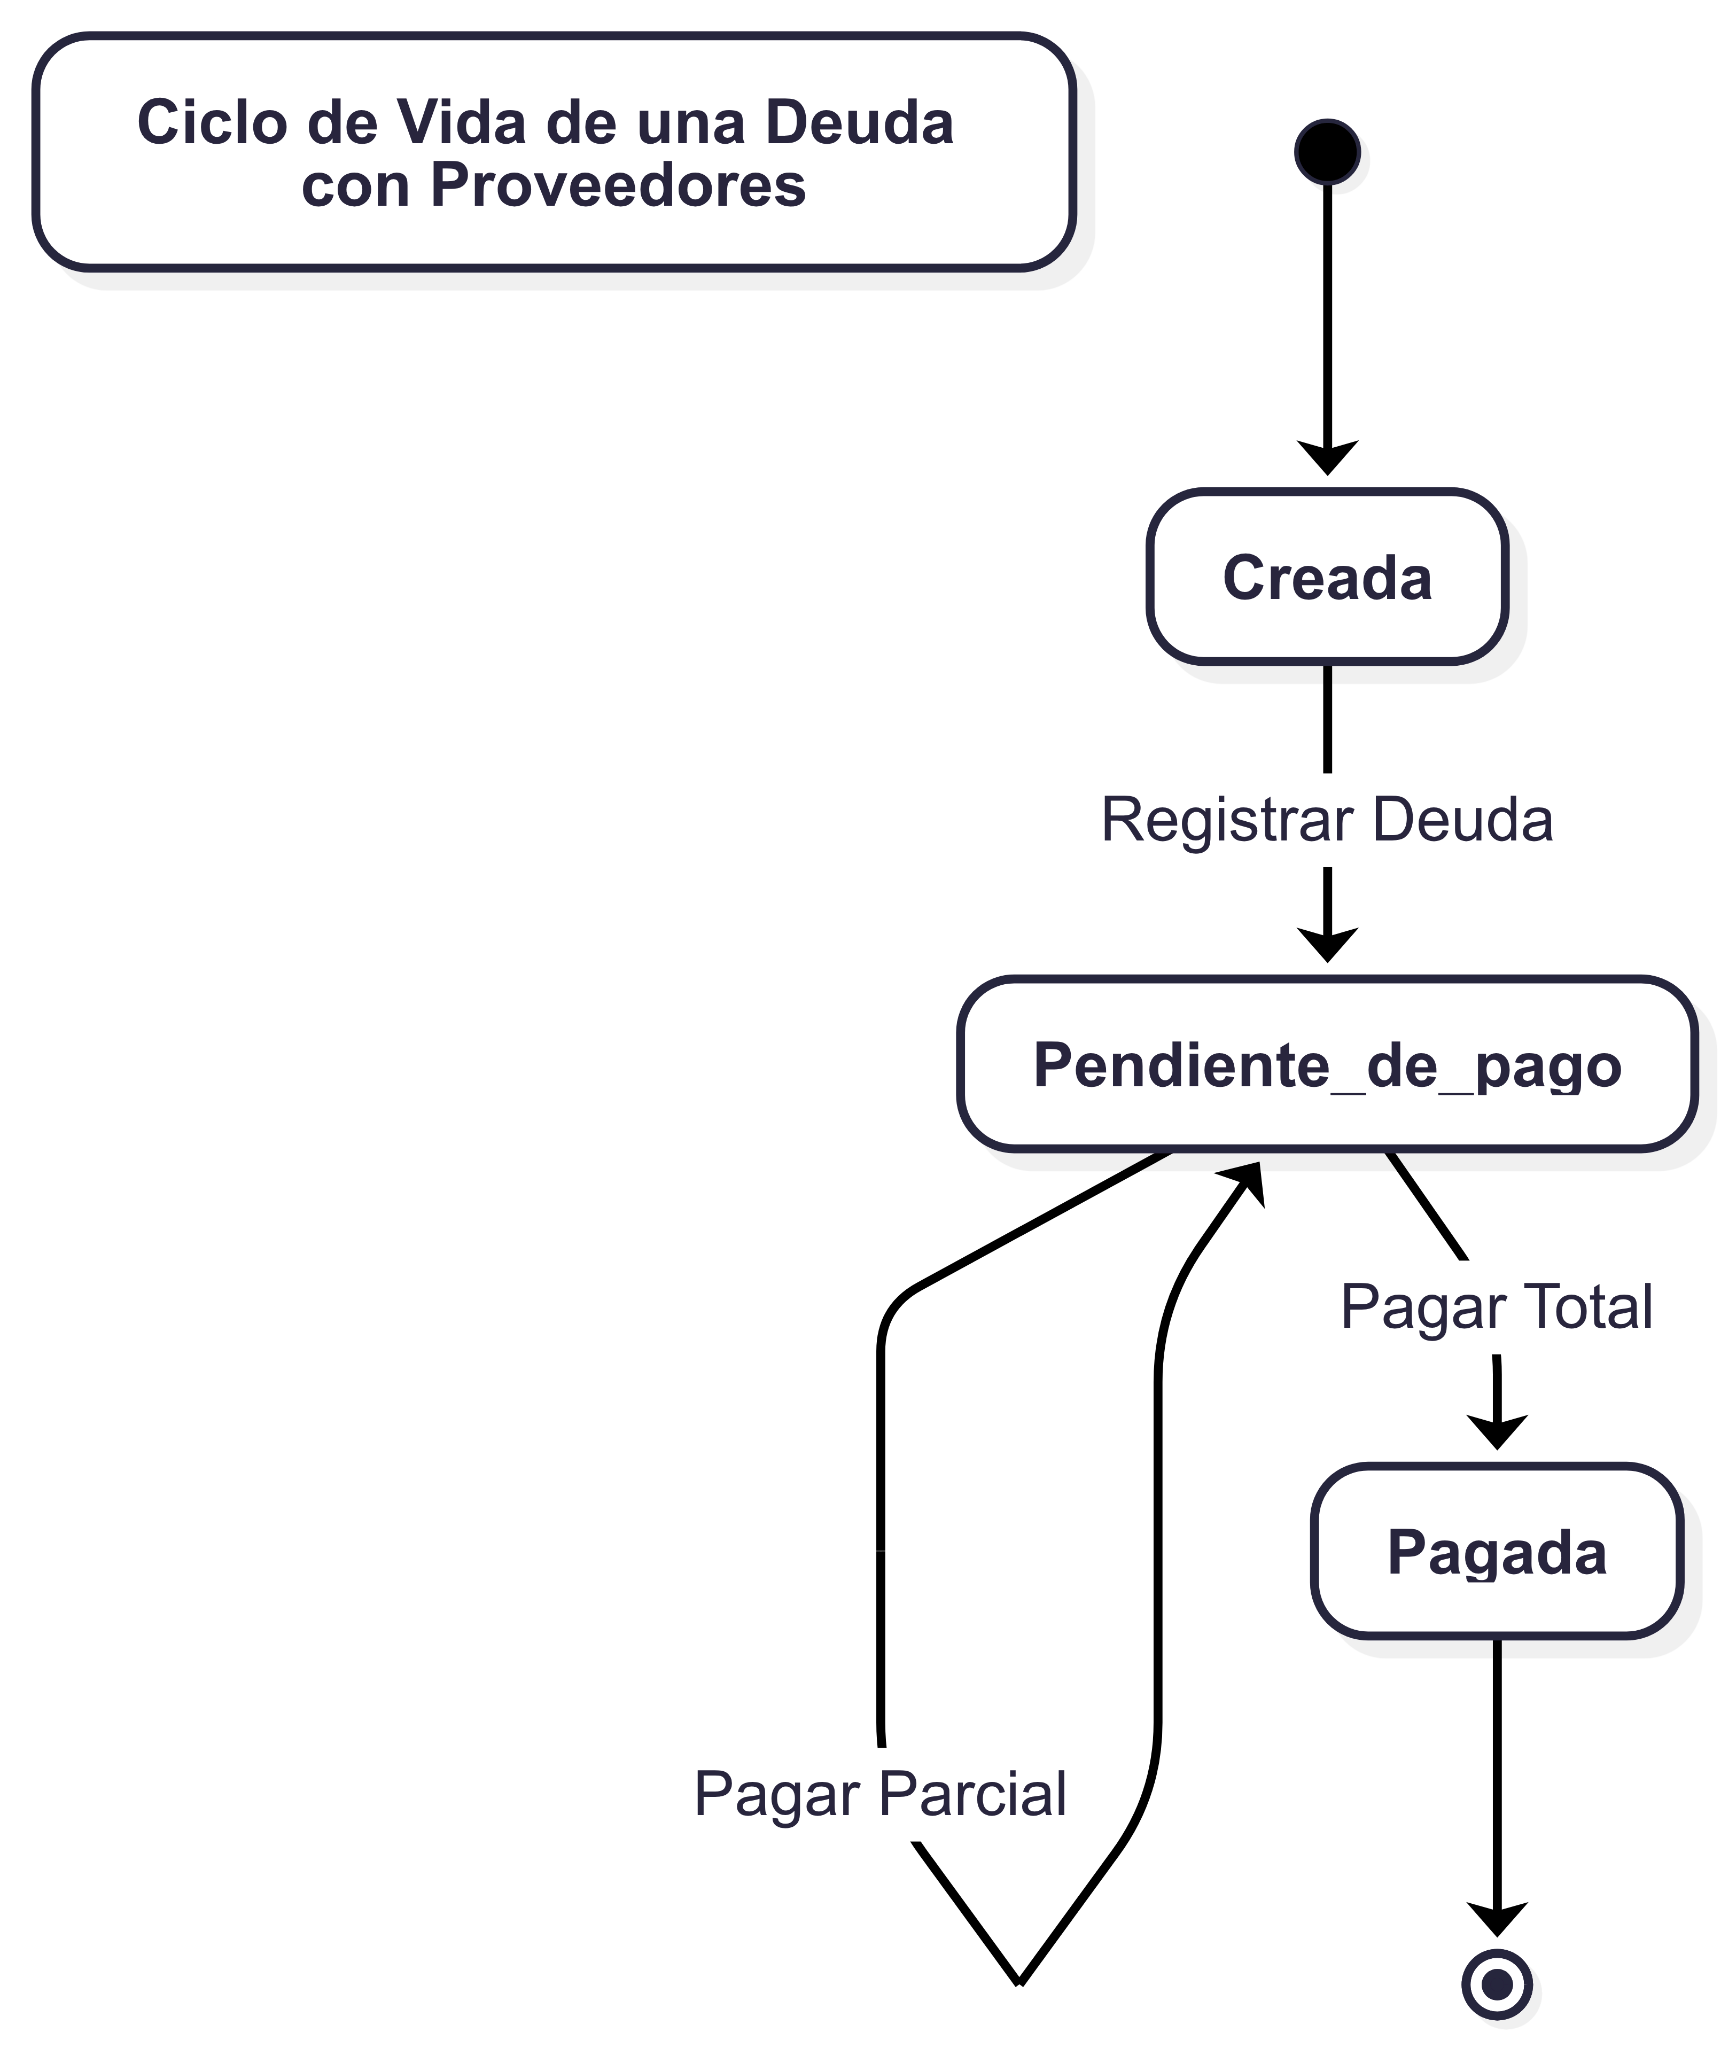 Ciclo de Vida de una Deuda
con Proveedores
Creada
Registrar Deuda
Pendiente_de_pago
Pagar Total
Pagada
Pagar Parcial